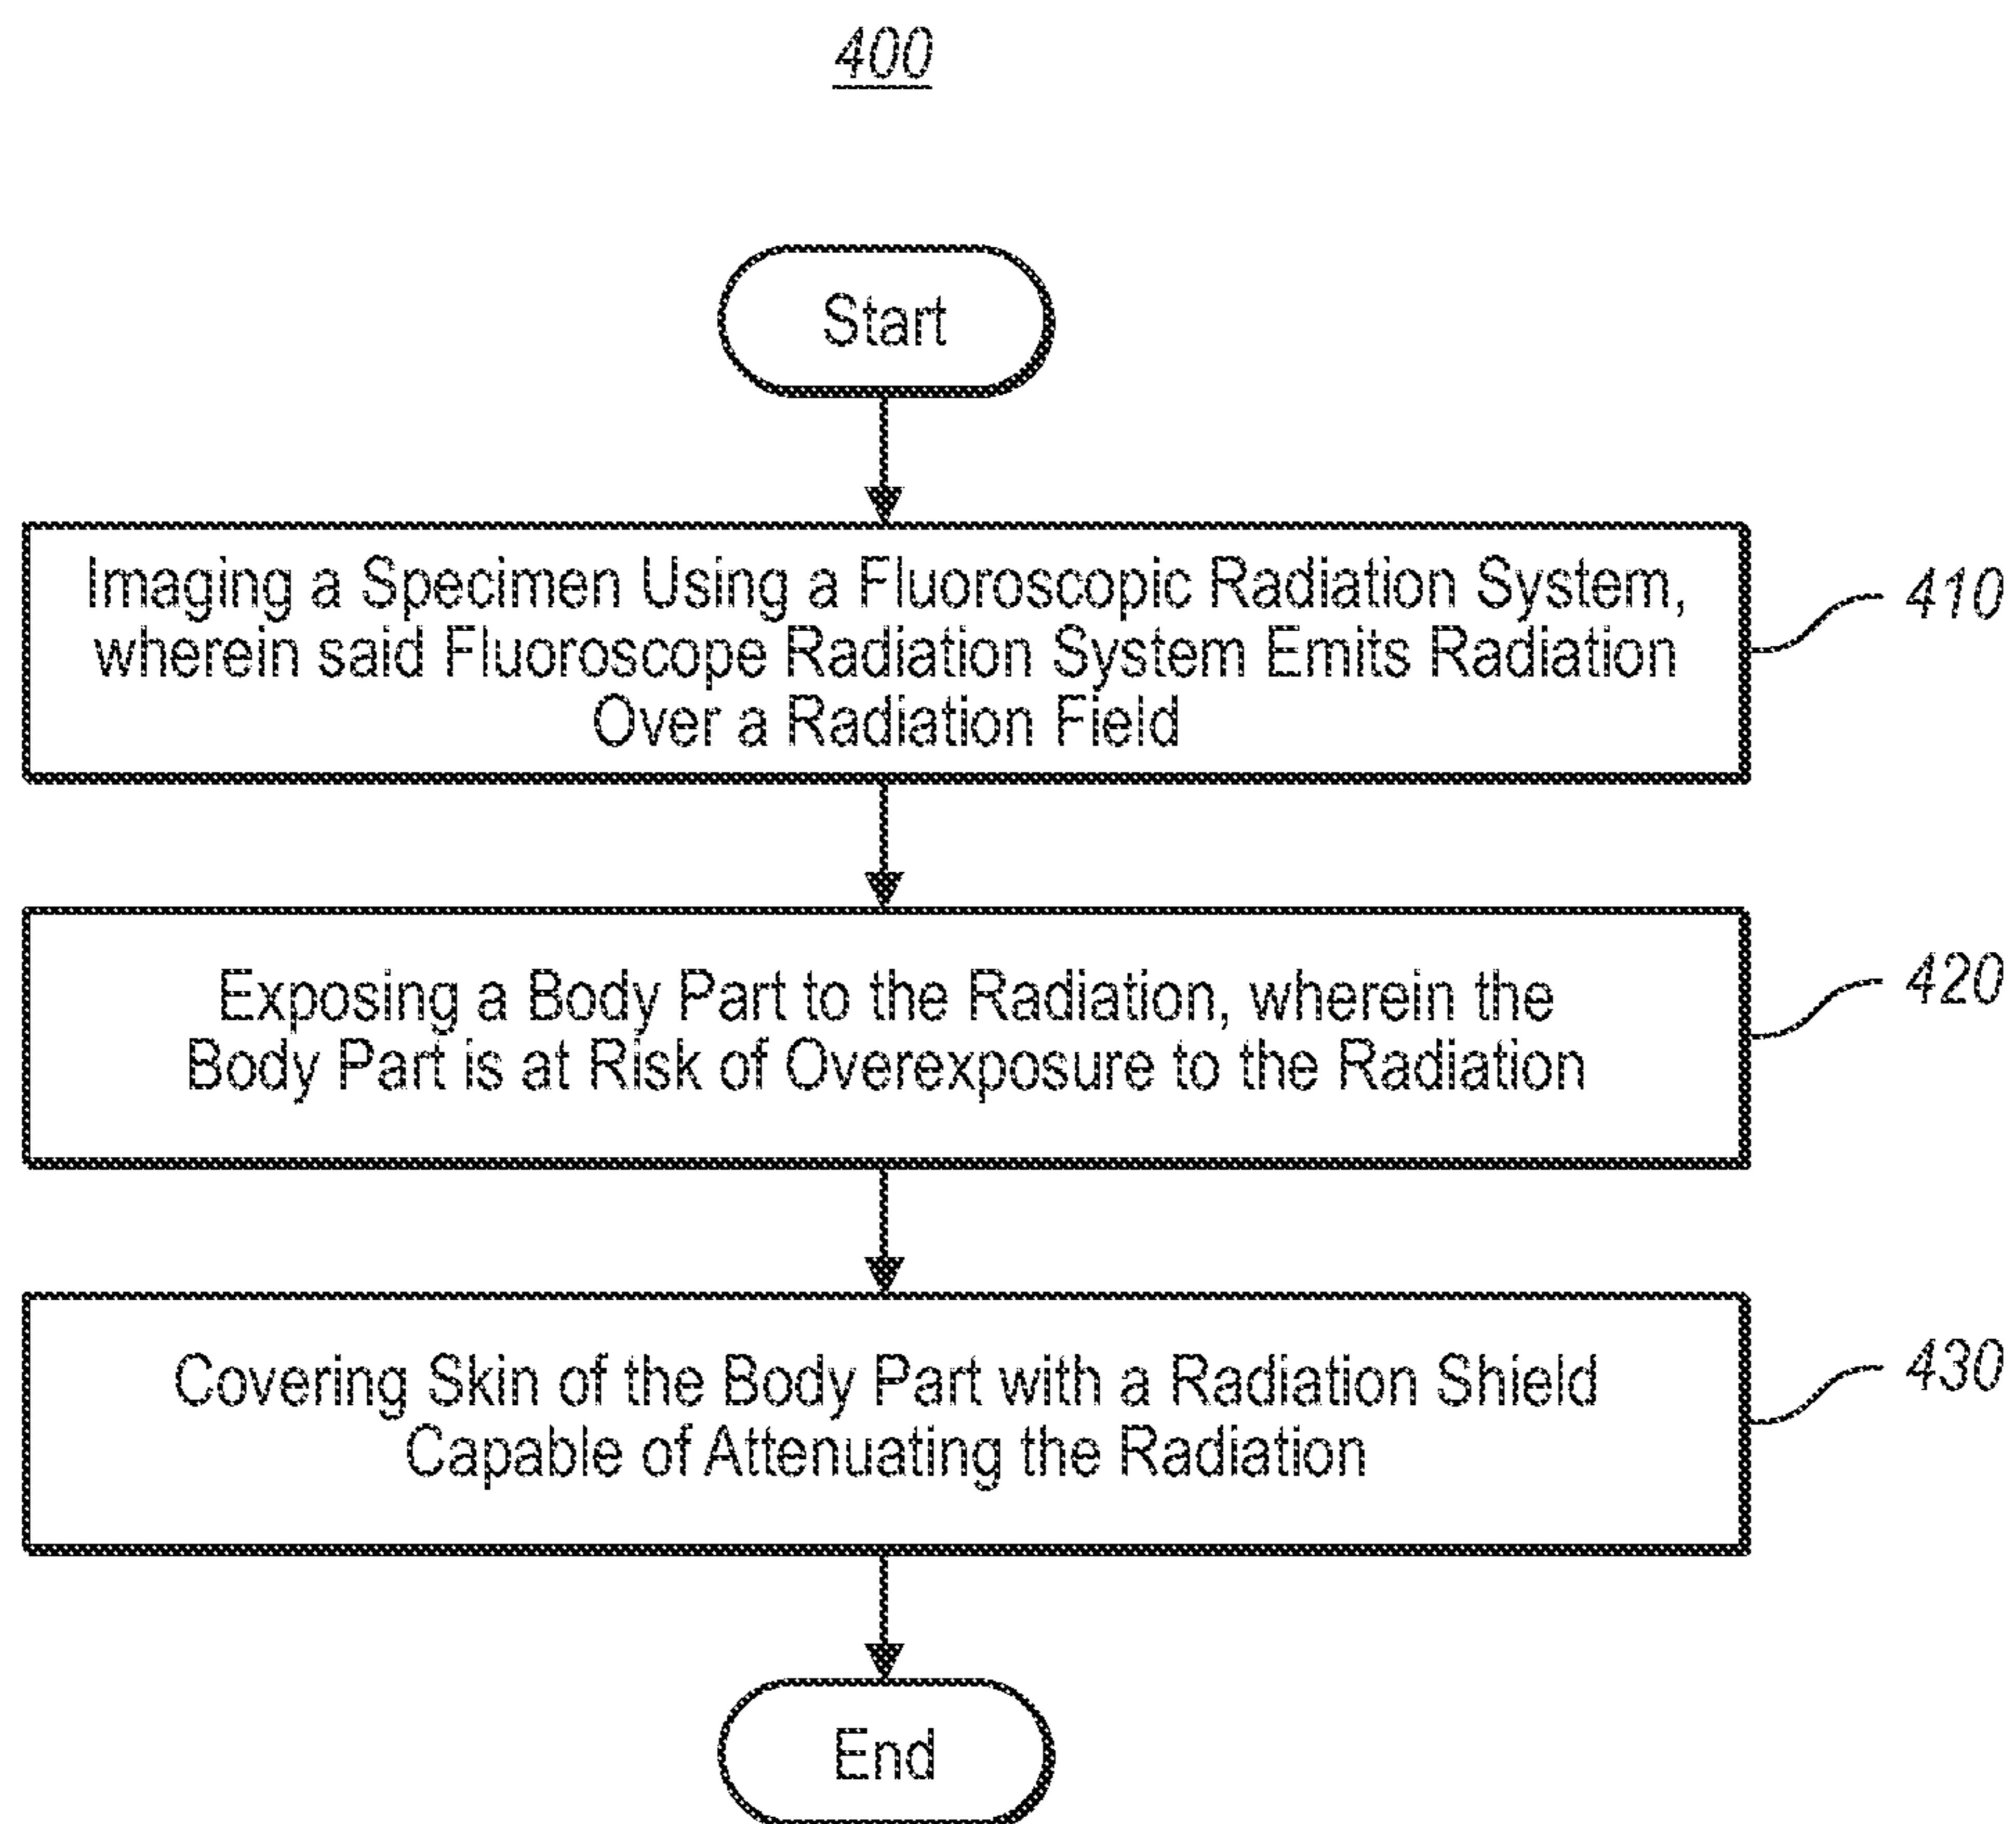 400
Start
Imaging a Specimen Using a Fluoroscopic Radiation System,
wherein said Fluoroscope Radiation System Emits Radiation
Over a Radiation Field
410
Exposing a Body Part to the Radiation, wherein the
Body Part is at Risk of Overexposure to the Radiation
420
Covering Skin of the Body Part with a Radiation Shield
Capable of Attenuating the Radiation
430
End